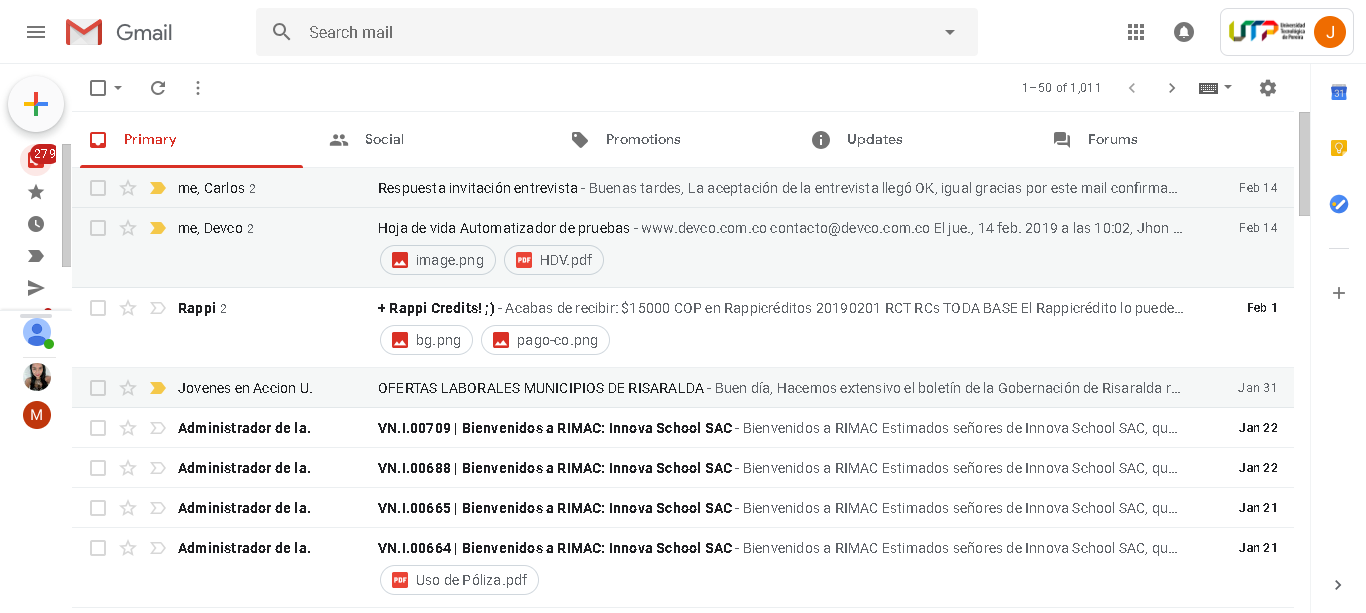 Gmail
Search mail
UTP Universidad Tecnológica de Pereira J
1–50 of 1,011
31
Primary Social Promotions Updates Forums
279
me, Carlos 2 Respuesta invitación entrevista - Buenas tardes, La aceptación de la entrevista llegó OK, igual gracias por este mail confirma... Feb 14
me, Devco 2 Hoja de vida Automatizador de pruebas - www.devco.com.co contacto@devco.com.co El jue., 14 feb. 2019 a las 10:02, Jhon ... Feb 14
image.png PDF HDV.pdf
Rappi 2 + Rappi Credits! ;) - Acabas de recibir: $15000 COP en Rappicréditos 20190201 RCT RCs TODA BASE El Rappicrédito lo puede... Feb 1
bg.png pago-co.png
Jovenes en Accion U. OFERTAS LABORALES MUNICIPIOS DE RISARALDA - Buen día, Hacemos extensivo el boletín de la Gobernación de Risaralda r... Jan 31
M
Administrador de la. VN.I.00709 | Bienvenidos a RIMAC: Innova School SAC - Bienvenidos a RIMAC Estimados señores de Innova School SAC, qu... Jan 22
Administrador de la. VN.I.00688 | Bienvenidos a RIMAC: Innova School SAC - Bienvenidos a RIMAC Estimados señores de Innova School SAC, qu... Jan 22
Administrador de la. VN.I.00665 | Bienvenidos a RIMAC: Innova School SAC - Bienvenidos a RIMAC Estimados señores de Innova School SAC, qu... Jan 21
Administrador de la. VN.I.00664 | Bienvenidos a RIMAC: Innova School SAC - Bienvenidos a RIMAC Estimados señores de Innova School SAC, qu... Jan 21
PDF Uso de Póliza.pdf